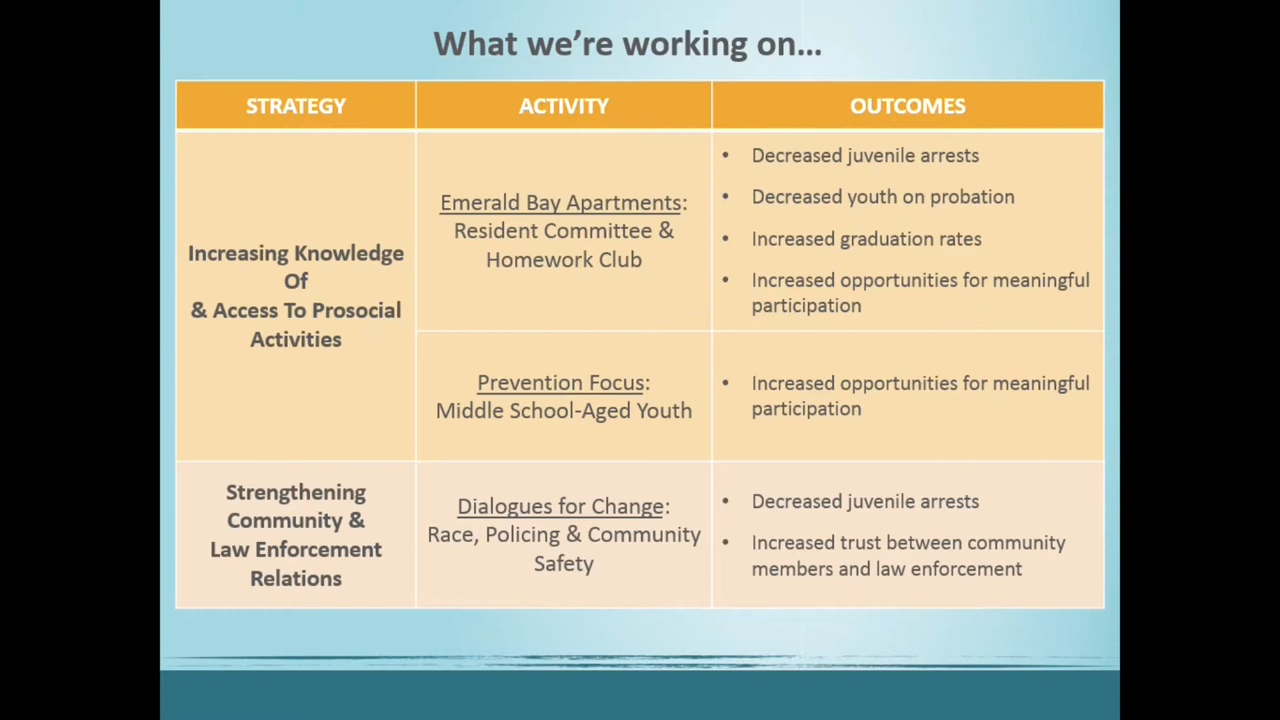 What we're working on...
STRATEGY
ACTIVITY
OUTCOMES
Increasing Knowledge
Of
& Access To Prosocial
Activities
Emerald Bay Apartments:
Resident Committee &
Homework Club
• Decreased juvenile arrests
• Decreased youth on probation
• Increased graduation rates
• Increased opportunities for meaningful
participation
Prevention Focus:
Middle School-Aged Youth
• Increased opportunities for meaningful
participation
Strengthening
Community &
Law Enforcement
Relations
Dialogues for Change:
Race, Policing & Community
Safety
• Decreased juvenile arrests
• Increased trust between community
members and law enforcement